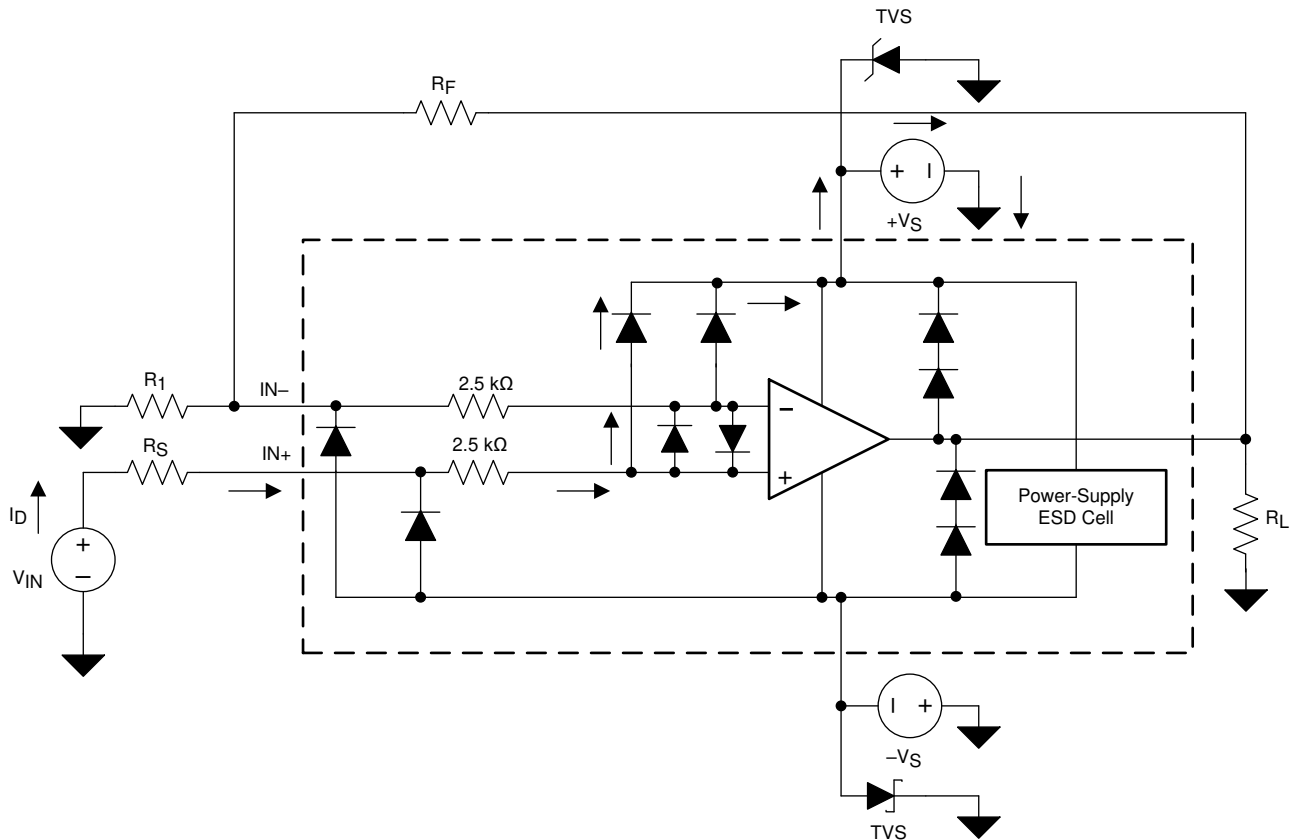 TVS
RF
+
–
+VS
R1
IN–
2.5 kΩ
RS
IN+
2.5 kΩ
–
+
Power-Supply
ESD Cell
RL
ID
+
–
VIN
–
+
–VS
TVS